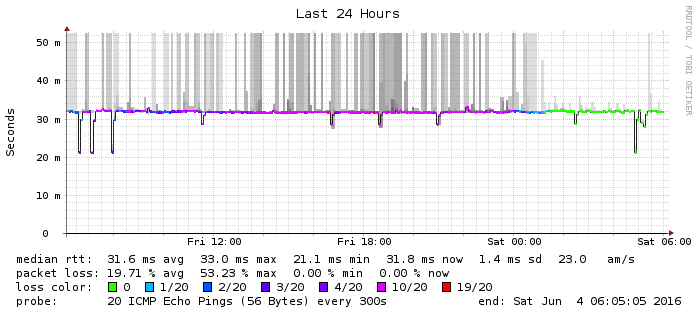 Last 24 Hours
RRDTOOL / TOBI OETIKER
Seconds
50 m
40 m
30 m
20 m
10 m
0
Fri 12:00 Fri 18:00 Sat 00:00 Sat 06:00
median rtt: 31.6 ms avg 33.0 ms max 21.1 ms min 31.8 ms now 1.4 ms sd 23.0 am/s
packet loss: 19.71 % avg 53.23 % max 0.00 % min 0.00 % now
loss color: 0 1/20 2/20 3/20 4/20 10/20 19/20
probe: 20 ICMP Echo Pings (56 Bytes) every 300s end: Sat Jun 4 06:05:05 2016